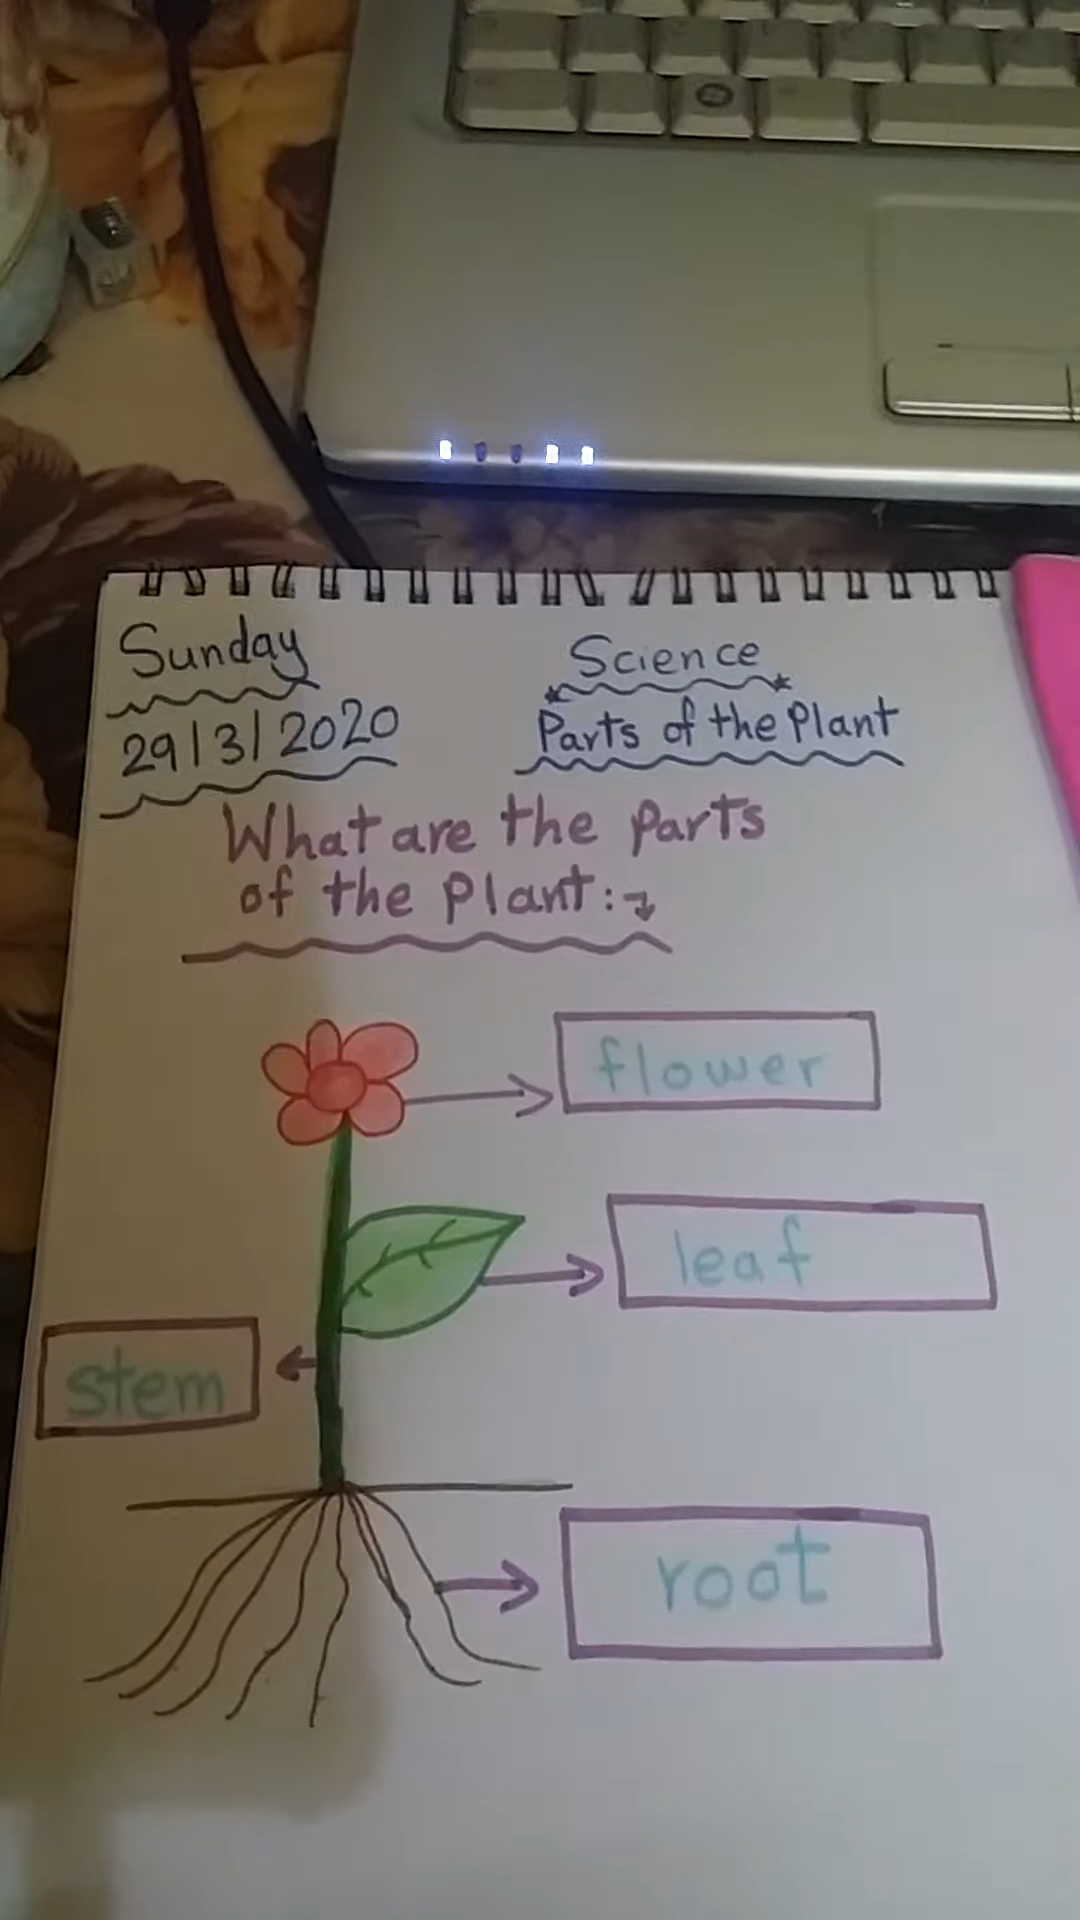 Sunday
29/3/2020
Science
Parts of the Plant
What are the Parts
of the Plant:
flower
leaf
stem
root